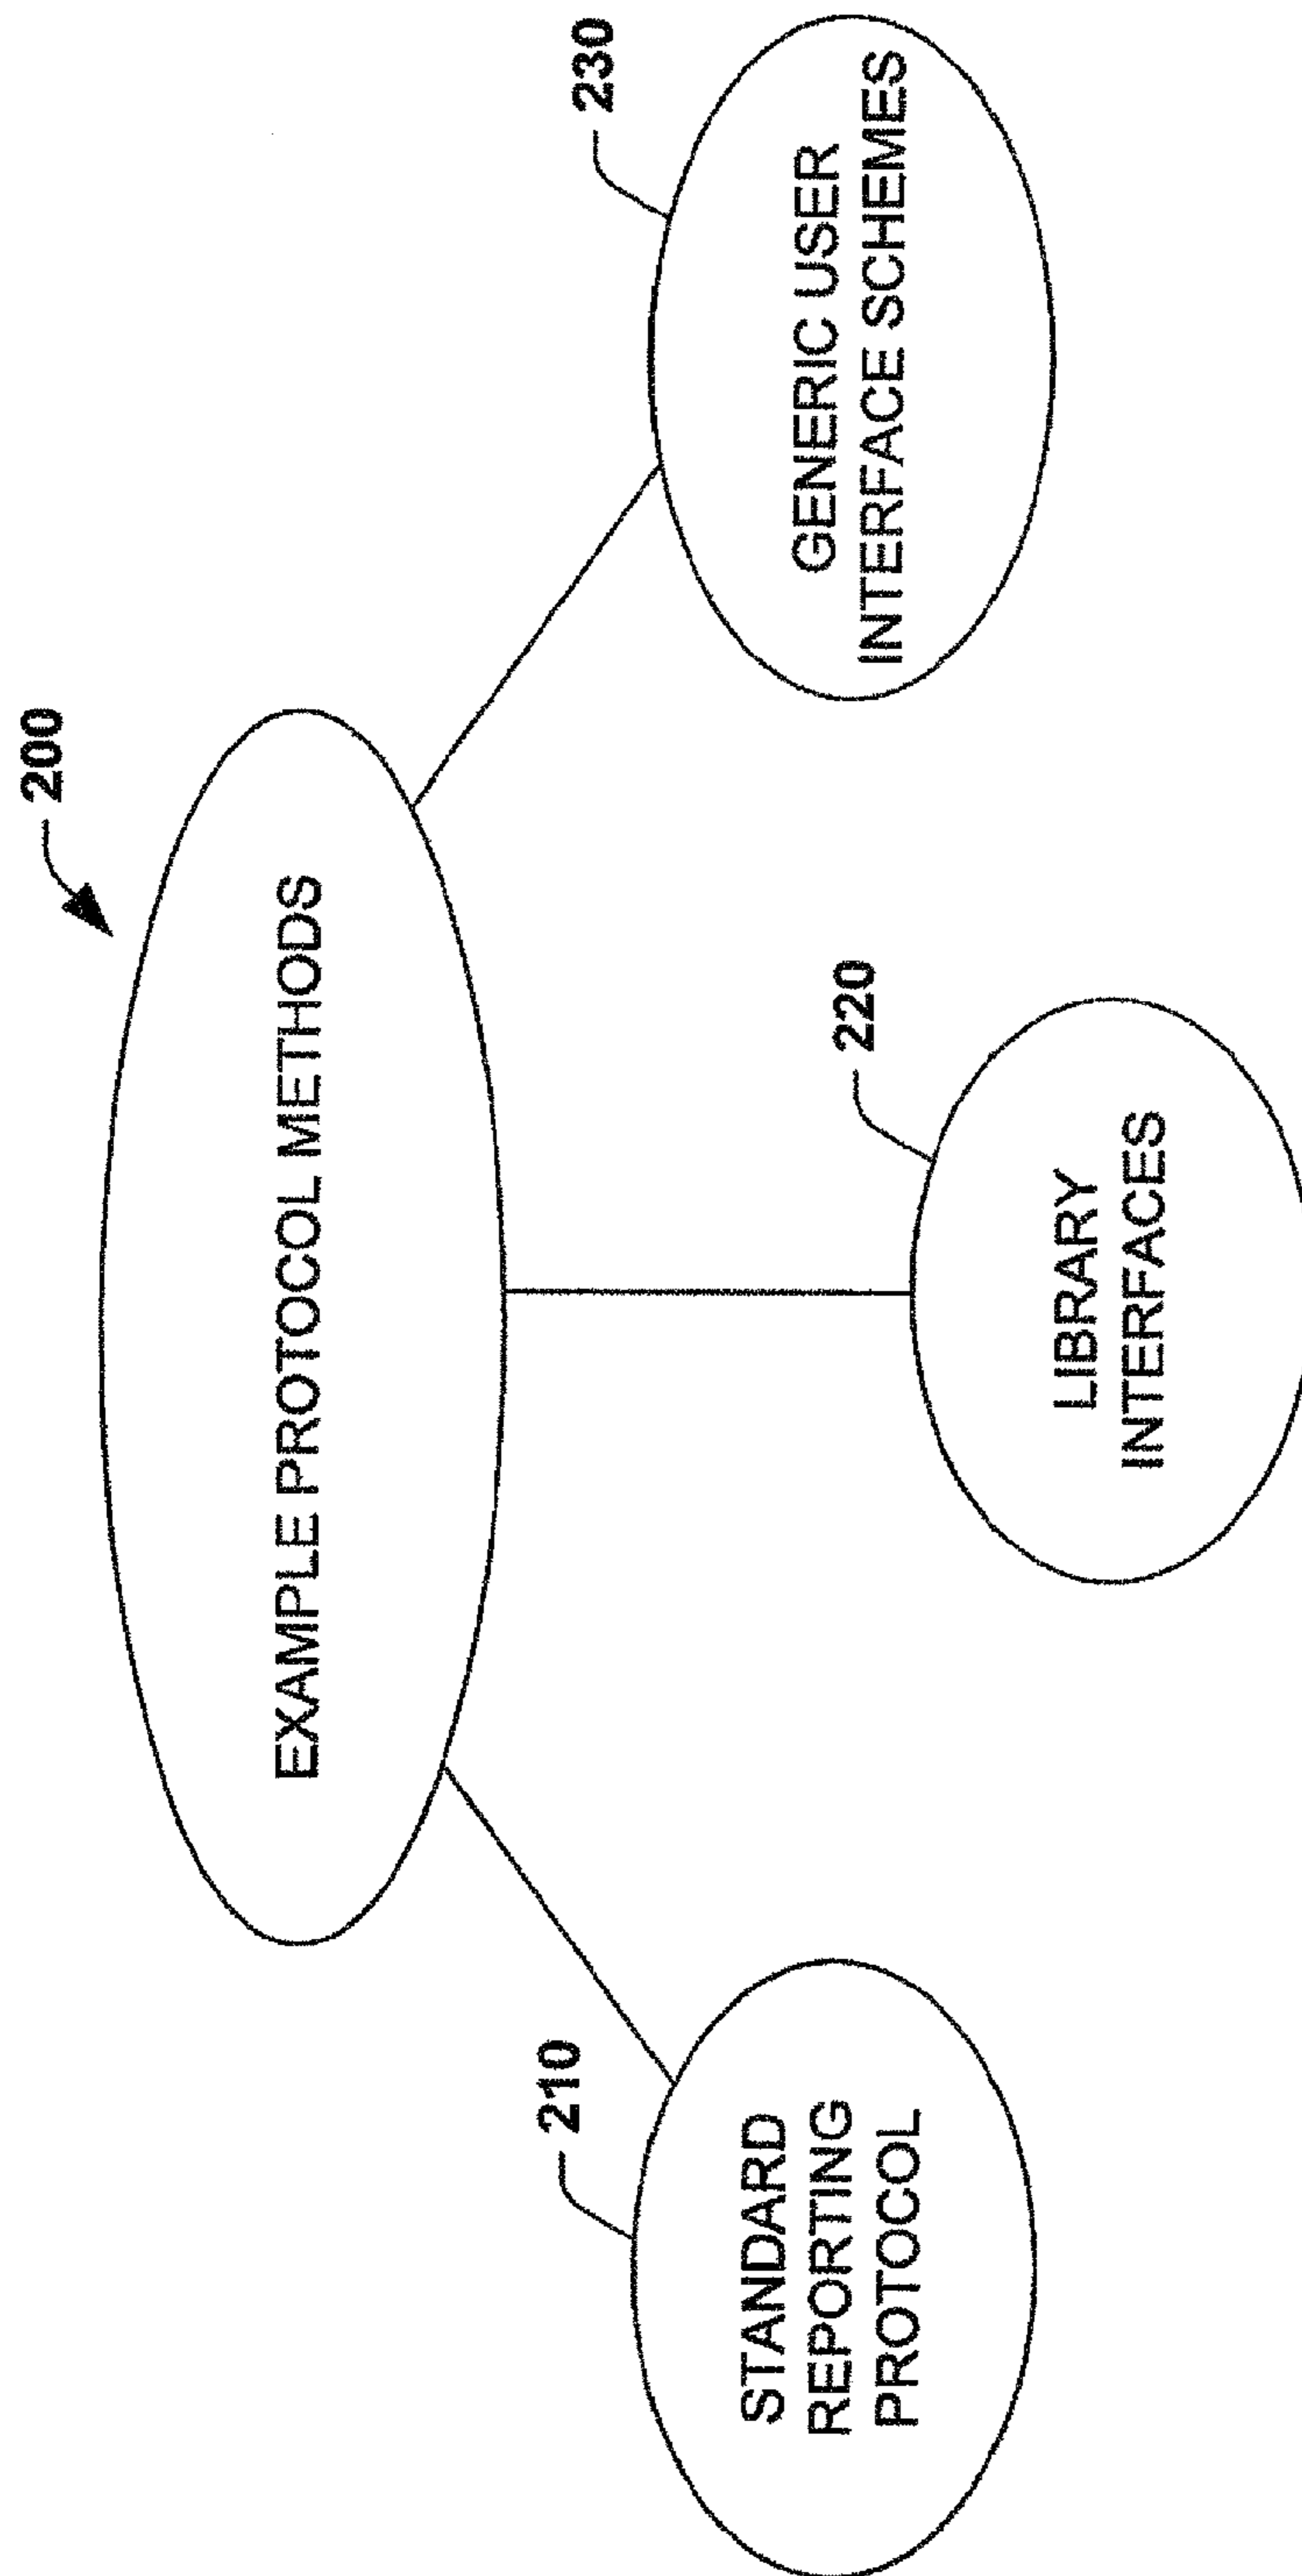 200
EXAMPLE PROTOCOL METHODS
210
STANDARD
REPORTING
PROTOCOL
220
LIBRARY
INTERFACES
230
GENERIC USER
INTERFACE SCHEMES